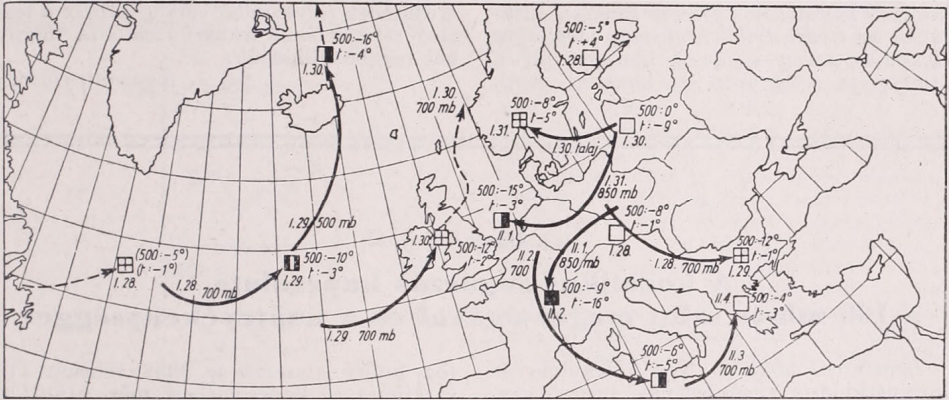 500:-16°
t:-4°
I.30.
500:-5°
t:+4°
I.28.
I.30.
700 mb
500:-8°
t-5°
I.31.
500:0°
t:-9°
I.30.
I.30 talaj
I.31.
850 mb
500:-15°
t:-3°
II.1.
500:-8°
t:-1°
I.28.
I.29. 500 mb
(500:-5°)
(t:-1°)
I.28.
I.28. 700 mb
500:-10°
t:-3°
I.29.
I.30.
500:-12°
t-2°
II.2.
700
II.1.
850/mb
500:-9°
t:-16°
II.2.
I.28. 700 mb
500:-12°
t:-1°
I.29.
II.4.
500:-4°
t:-3°
I.29. 700 mb
500:-6°
t:-5°
II.3
700 mb